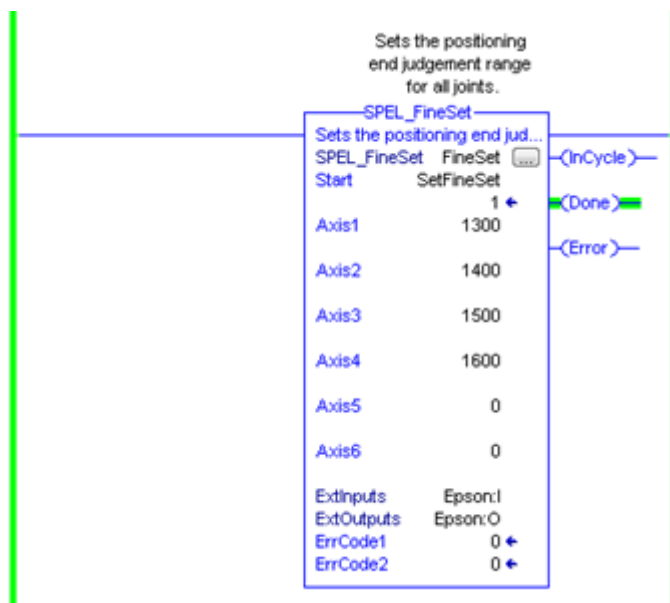 Sets the positioning
end judgement range
for all joints.
SPEL_FineSet
Sets the positioning end jud...
SPEL_FineSet FineSet ...
(InCycle)
Start SetFineSet
1
(Done)
Axis1 1300
(Error)
Axis2 1400
Axis3 1500
Axis4 1600
Axis5 0
Axis6 0
ExtInputs Epson:I
ExtOutputs Epson:O
ErrCode1 0
ErrCode2 0